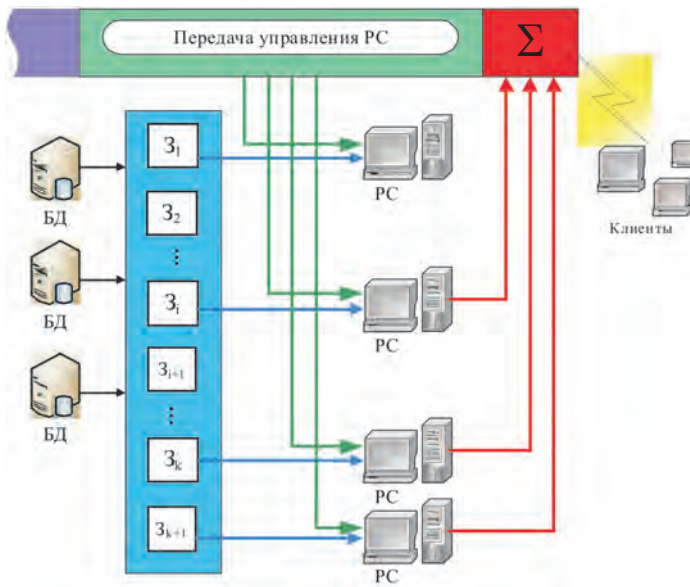 Передача управления РС
Σ
З1
БД
РС
Клиенты
З2
...
БД
Зi
РС
Зi+1
БД
...
Зk
РС
Зk+1
РС